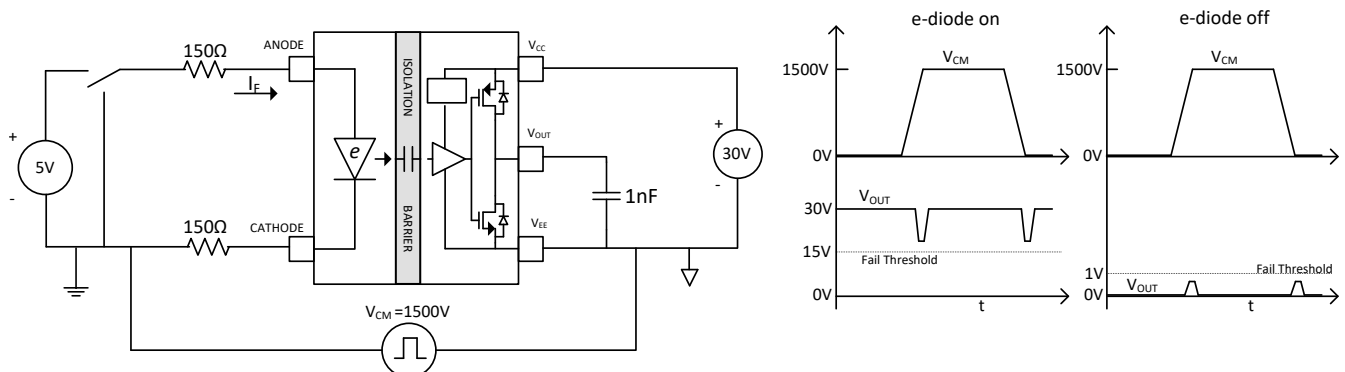 150Ω
ANODE
I_F
+
5V
-
150Ω
CATHODE
e
ISOLATION
BARRIER
V_CC
V_OUT
V_EE
1nF
+
30V
-
V_CM =1500V
e-diode on
1500V
V_CM
0V
V_OUT
30V
15V
Fail Threshold
0V
t
e-diode off
1500V
V_CM
0V
1V
Fail Threshold
V_OUT
0V
t